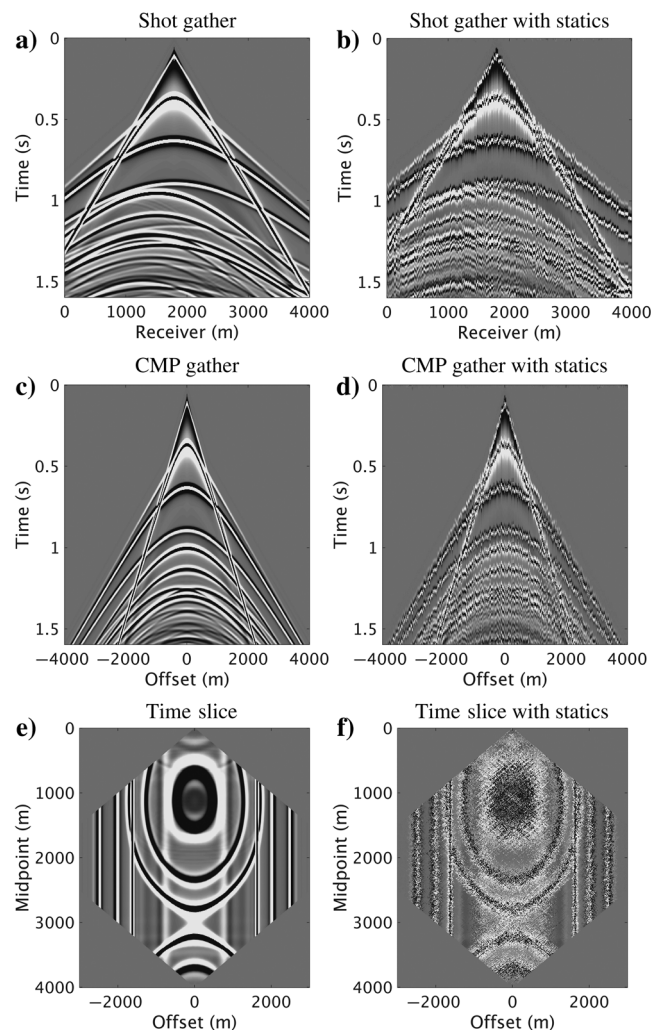 Shot gather
a)
0
0.5
1
1.5
Time (s)
0 1000 2000 3000 4000
Receiver (m)
Shot gather with statics
b)
0
0.5
1
1.5
Time (s)
0 1000 2000 3000 4000
Receiver (m)
CMP gather
c)
0
0.5
1
1.5
Time (s)
−4000 −2000 0 2000 4000
Offset (m)
CMP gather with statics
d)
0
0.5
1
1.5
Time (s)
−4000 −2000 0 2000 4000
Offset (m)
Time slice
e)
0
1000
2000
3000
4000
Midpoint (m)
−2000 0 2000
Offset (m)
Time slice with statics
f)
0
1000
2000
3000
4000
Midpoint (m)
−2000 0 2000
Offset (m)